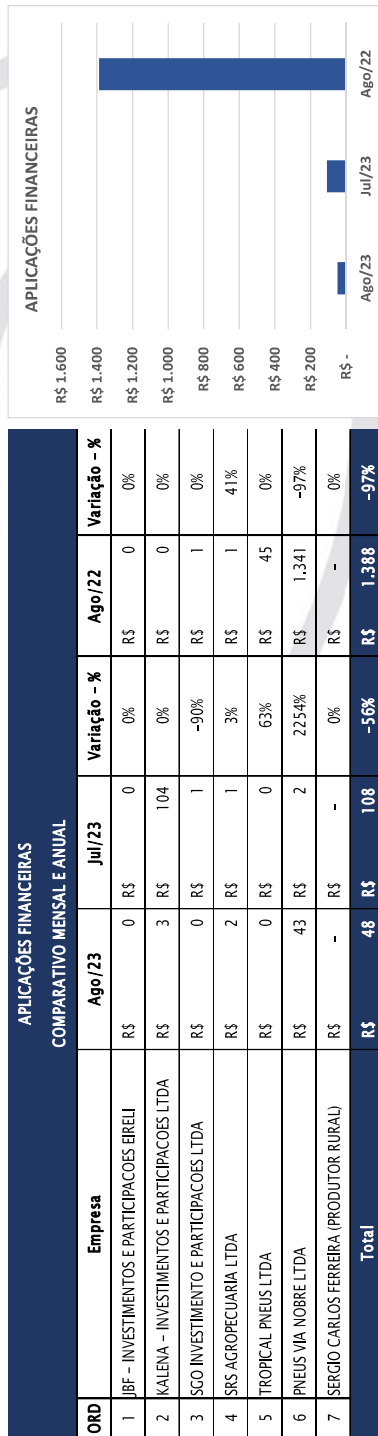 APLICAÇÕES FINANCEIRAS
COMPARATIVO MENSAL E ANUAL
ORD Empresa Ago/23 Jul/23 Variação - % Ago/22 Variação - %
1 JBF - INVESTIMENTOS E PARTICIPACOES EIRELI R$ 0 R$ 0 0% R$ 0 0%
2 KALENA - INVESTIMENTOS E PARTICIPACOES LTDA R$ 3 R$ 104 0% R$ 0 0%
3 SGO INVESTIMENTO E PARTICIPACOES LTDA R$ 0 R$ 1 -90% R$ 1 0%
4 SRS AGROPECUARIA LTDA R$ 2 R$ 1 3% R$ 1 41%
5 TROPICAL PNEUS LTDA R$ 0 R$ 0 63% R$ 45 0%
6 PNEUS VIA NOBRE LTDA R$ 43 R$ 2 2254% R$ 1.341 -97%
7 SERGIO CARLOS FERREIRA (PRODUTOR RURAL) R$ - R$ - 0% R$ - 0%
Total R$ 48 R$ 108 -56% R$ 1.388 -97%
APLICAÇÕES FINANCEIRAS
R$ 1.600
R$ 1.400
R$ 1.200
R$ 1.000
R$ 800
R$ 600
R$ 400
R$ 200
R$ -
Ago/23 Jul/23 Ago/22